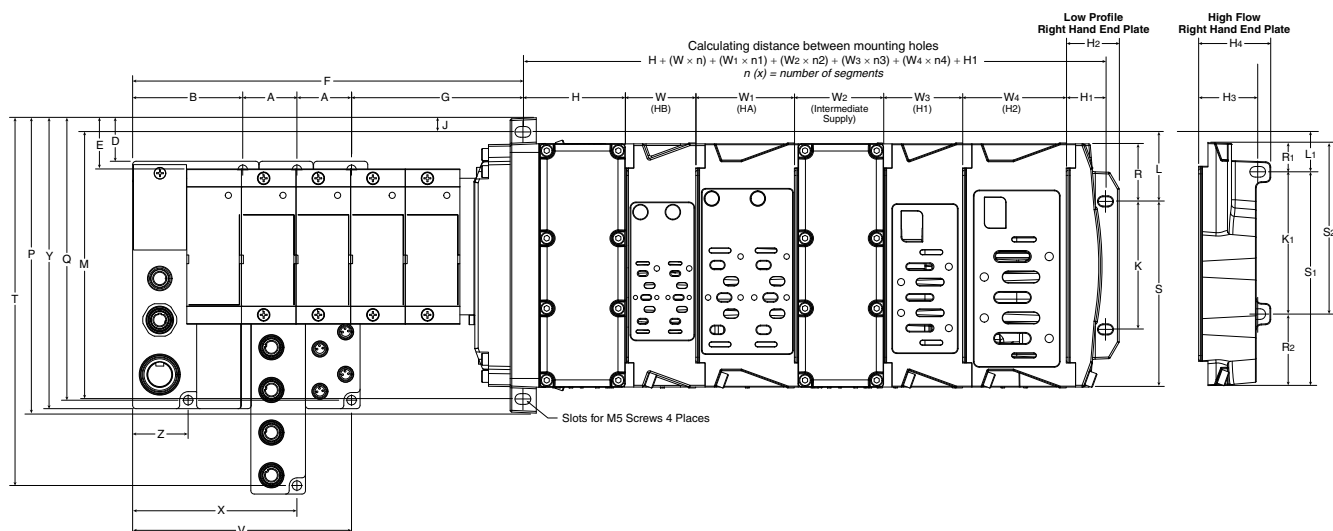 Low Profile
Right Hand End Plate
High Flow
Right Hand End Plate
H2
H4
Calculating distance between mounting holes
H + (W × n) + (W1 × n1) + (W2 × n2) + (W3 × n3) + (W4 × n4) + H1
n (x) = number of segments
F
B
A
A
G
H
W
(HB)
W1
(HA)
W2
(Intermediate
Supply)
W3
(H1)
W4
(H2)
H1
H3
J
D
E
R
L
R1
L1
K
S
K1
S1
S2
R2
P
Y
Q
M
T
Z
X
V
Slots for M5 Screws 4 Places